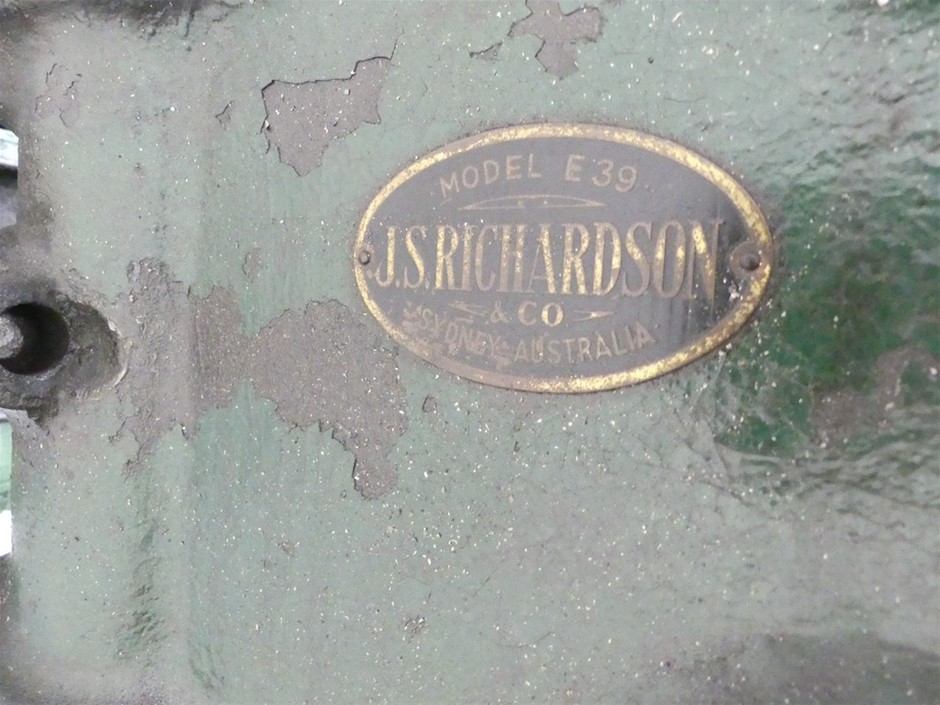 MODEL E39
J.S. RICHARDSON
& CO
SYDNEY AUSTRALIA